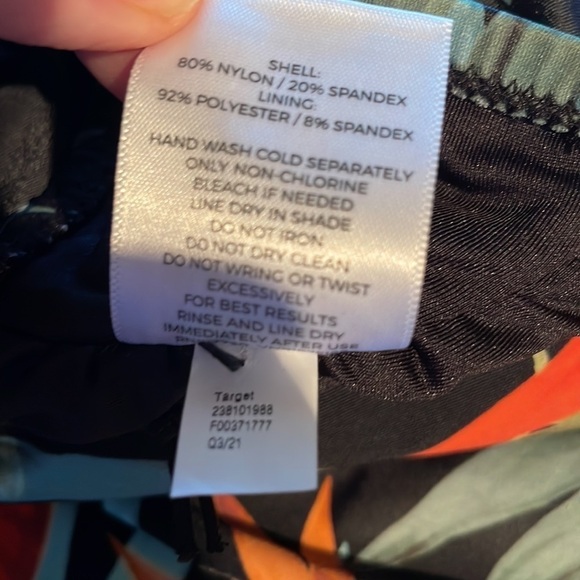 SHELL:
80% NYLON / 20% SPANDEX
LINING:
92% POLYESTER / 8% SPANDEX
HAND WASH COLD SEPARATELY
ONLY NON-CHLORINE
BLEACH IF NEEDED
LINE DRY IN SHADE
DO NOT IRON
DO NOT DRY CLEAN
DO NOT WRING OR TWIST
EXCESSIVELY
FOR BEST RESULTS
RINSE AND LINE DRY
IMMEDIATELY AFTER USE
Target
238101988
F00371777
Q3/21